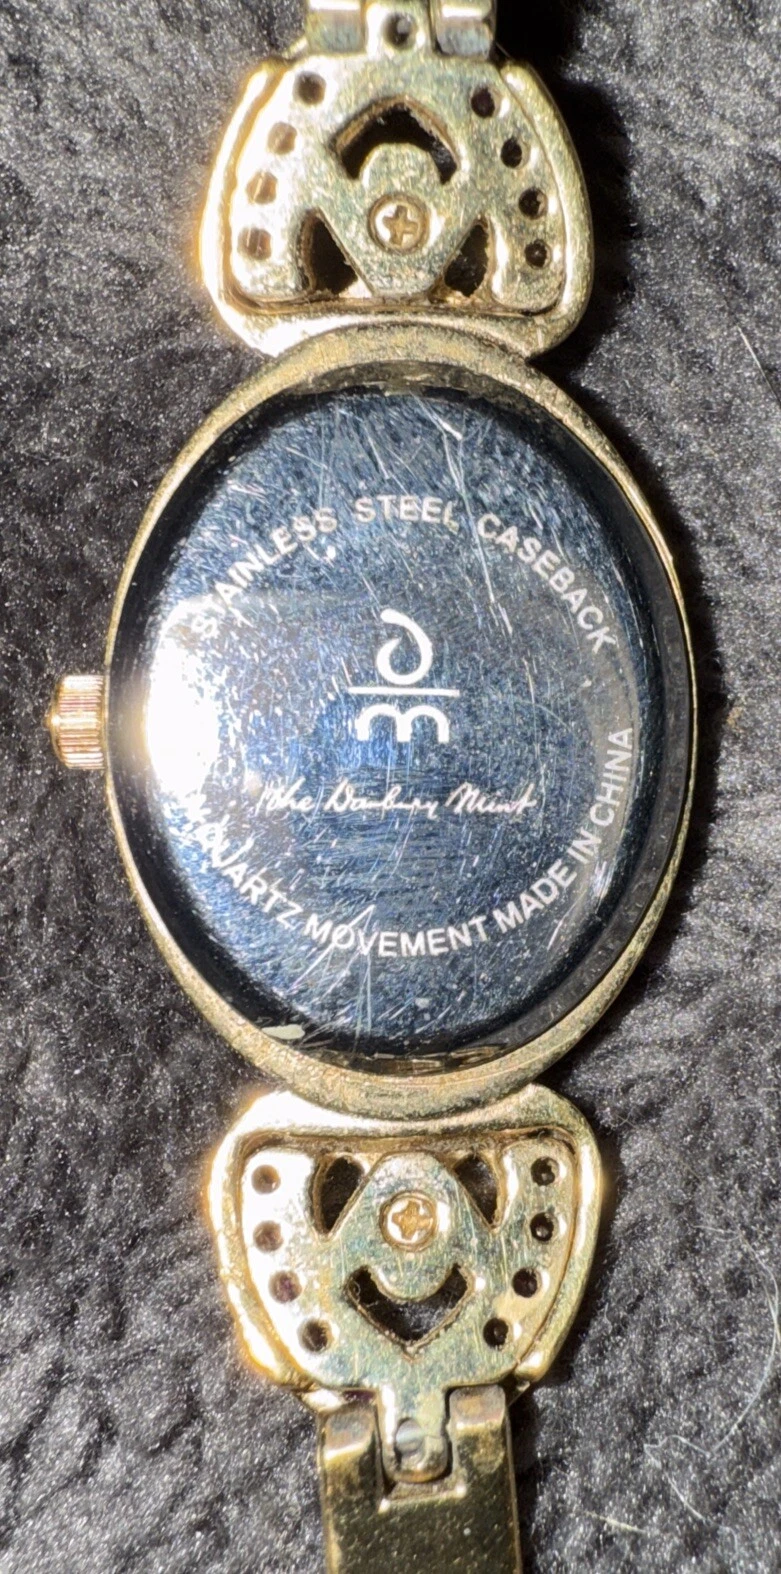 STAINLESS STEEL CASEBACK
The Danbury Mint
QUARTZ MOVEMENT MADE IN CHINA